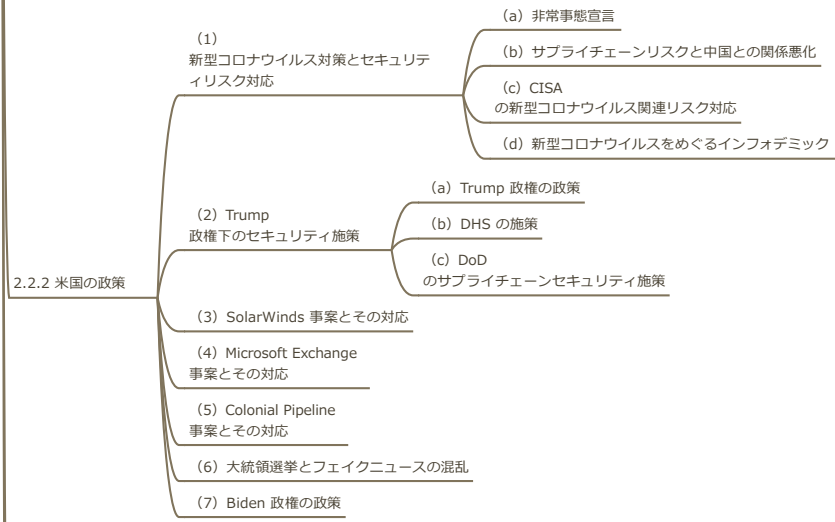 2.2.2 米国の政策
（1）
新型コロナウイルス対策とセキュリテ
ィリスク対応
（a）非常事態宣言
（b）サプライチェーンリスクと中国との関係悪化
（c）CISA
の新型コロナウイルス関連リスク対応
（d）新型コロナウイルスをめぐるインフォデミック
（2）Trump
政権下のセキュリティ施策
（a）Trump 政権の政策
（b）DHS の施策
（c）DoD
のサプライチェーンセキュリティ施策
（3）SolarWinds 事案とその対応
（4）Microsoft Exchange
事案とその対応
（5）Colonial Pipeline
事案とその対応
（6）大統領選挙とフェイクニュースの混乱
（7）Biden 政権の政策